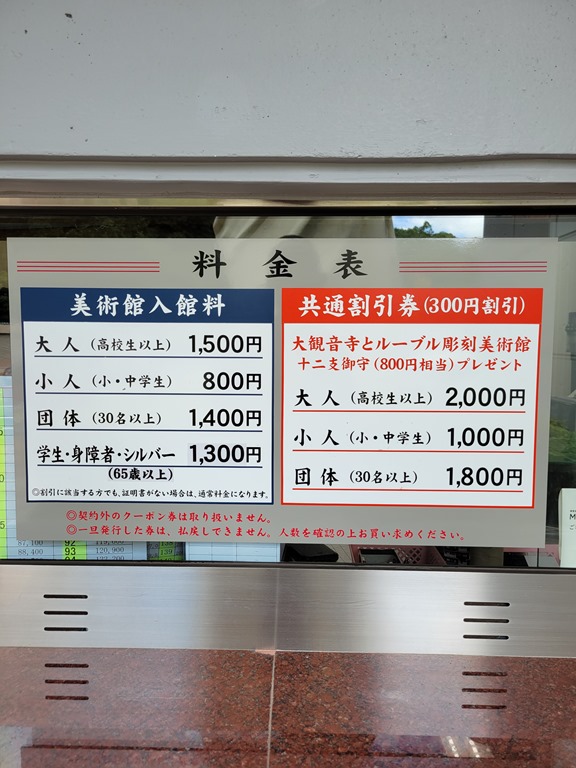 料金表
美術館入館料
大人(高校生以上) 1,500円
小人(小・中学生) 800円
団体(30名以上) 1,400円
学生・身障者・シルバー 1,300円
(65歳以上)
◎割引に該当する方でも、証明書がない場合は、通常料金になります。
共通割引券(300円割引)
大観音寺とルーブル彫刻美術館
十二支御守(800円相当)プレゼント
大人(高校生以上) 2,000円
小人(小・中学生) 1,000円
団体(30名以上) 1,800円
◎契約外のクーポン券は取り扱いません。
◎一旦発行した券は、払戻しできません。人数を確認の上お買い求めください。
88,400 93 120,900